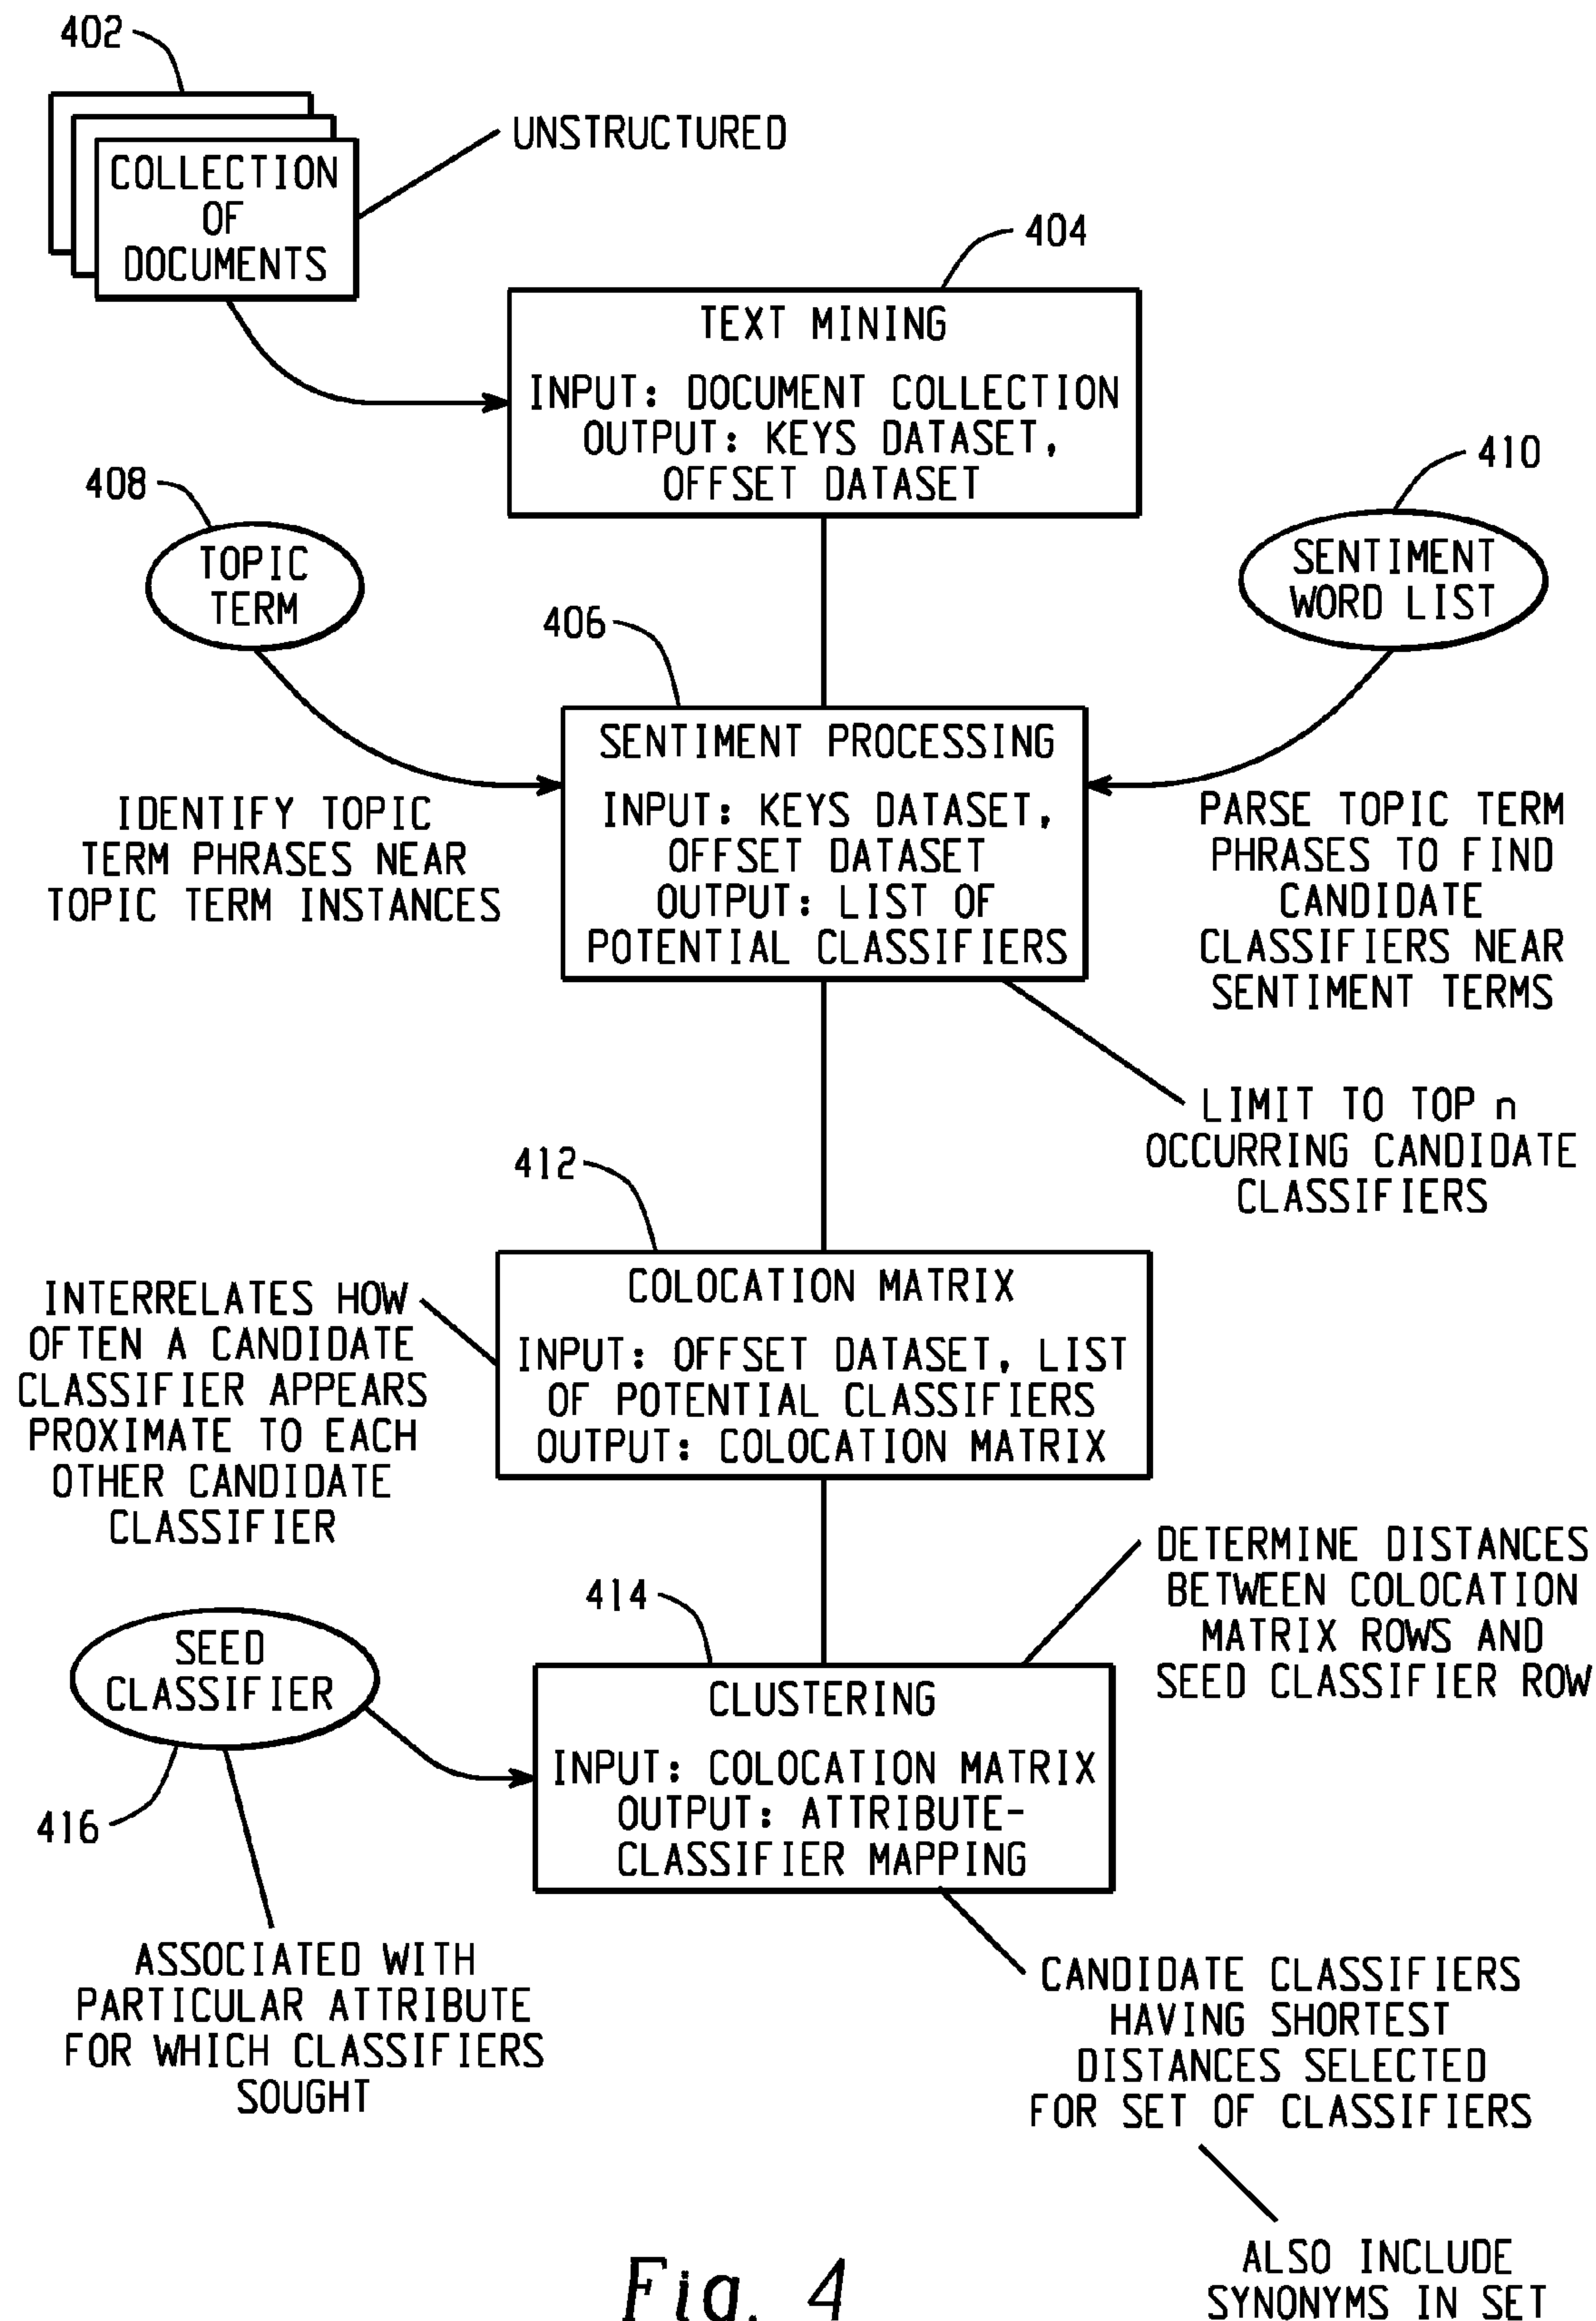 402
COLLECTION
OF
DOCUMENTS
UNSTRUCTURED
404
TEXT MINING
INPUT: DOCUMENT COLLECTION
OUTPUT: KEYS DATASET,
OFFSET DATASET
408
TOPIC
TERM
410
SENTIMENT
WORD LIST
406
SENTIMENT PROCESSING
INPUT: KEYS DATASET,
OFFSET DATASET
OUTPUT: LIST OF
POTENTIAL CLASSIFIERS
IDENTIFY TOPIC
TERM PHRASES NEAR
TOPIC TERM INSTANCES
PARSE TOPIC TERM
PHRASES TO FIND
CANDIDATE
CLASSIFIERS NEAR
SENTIMENT TERMS
LIMIT TO TOP n
OCCURRING CANDIDATE
CLASSIFIERS
412
COLOCATION MATRIX
INPUT: OFFSET DATASET, LIST
OF POTENTIAL CLASSIFIERS
OUTPUT: COLOCATION MATRIX
INTERRELATES HOW
OFTEN A CANDIDATE
CLASSIFIER APPEARS
PROXIMATE TO EACH
OTHER CANDIDATE
CLASSIFIER
DETERMINE DISTANCES
BETWEEN COLOCATION
MATRIX ROWS AND
SEED CLASSIFIER ROW
414
SEED
CLASSIFIER
416
CLUSTERING
INPUT: COLOCATION MATRIX
OUTPUT: ATTRIBUTE-
CLASSIFIER MAPPING
ASSOCIATED WITH
PARTICULAR ATTRIBUTE
FOR WHICH CLASSIFIERS
SOUGHT
CANDIDATE CLASSIFIERS
HAVING SHORTEST
DISTANCES SELECTED
FOR SET OF CLASSIFIERS
ALSO INCLUDE
SYNONYMS IN SET
Fig. 4